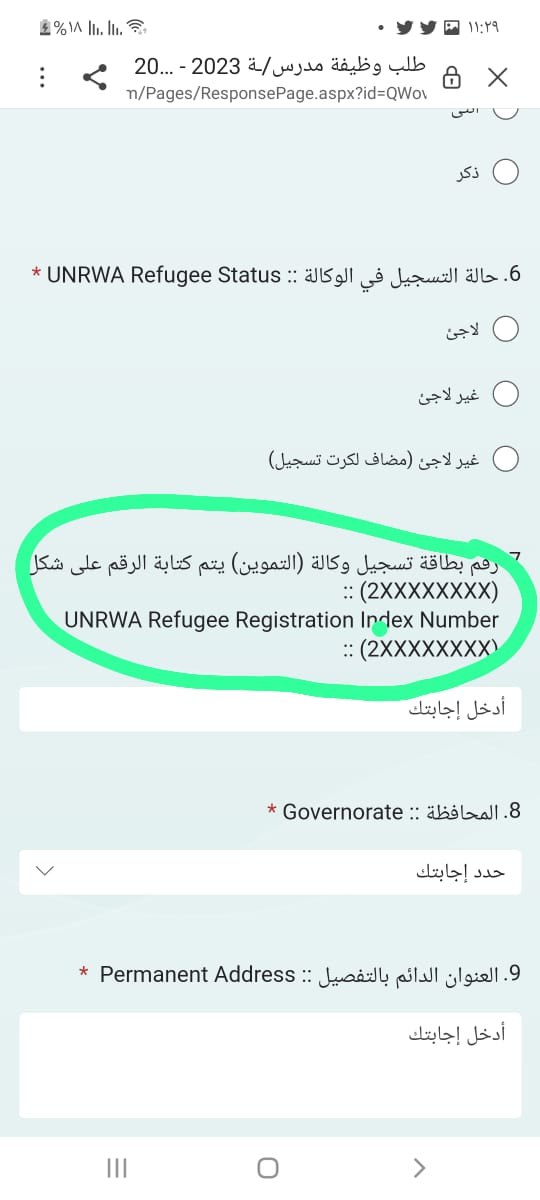 ١١:٢٩
%١٨
طلب وظيفة مدرس/ـة 2023 - ...20
n/Pages/ResponsePage.aspx?id=QWov
أنثى
ذكر
6. حالة التسجيل في الوكالة :: UNRWA Refugee Status *
لاجئ
غير لاجئ
غير لاجئ (مضاف لكرت تسجيل)
7. رقم بطاقة تسجيل وكالة (التموين) يتم كتابة الرقم على شكل
(2XXXXXXXX) ::
UNRWA Refugee Registration Index Number
(2XXXXXXXX) ::
أدخل إجابتك
8. المحافظة :: Governorate *
حدد إجابتك
9. العنوان الدائم بالتفصيل :: Permanent Address *
أدخل إجابتك